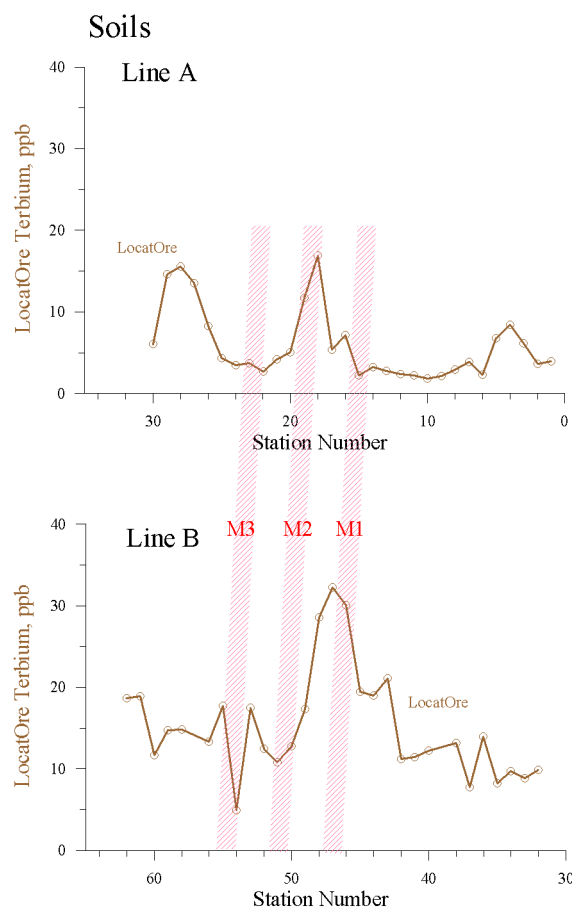 Soils
Line A
40
30
20
10
0
LocatOre Terbium, ppb
LocatOre
30 20 10 0
Station Number
40
30
20
10
0
LocatOre Terbium, ppb
Line B
M3 M2 M1
LocatOre
60 50 40 30
Station Number